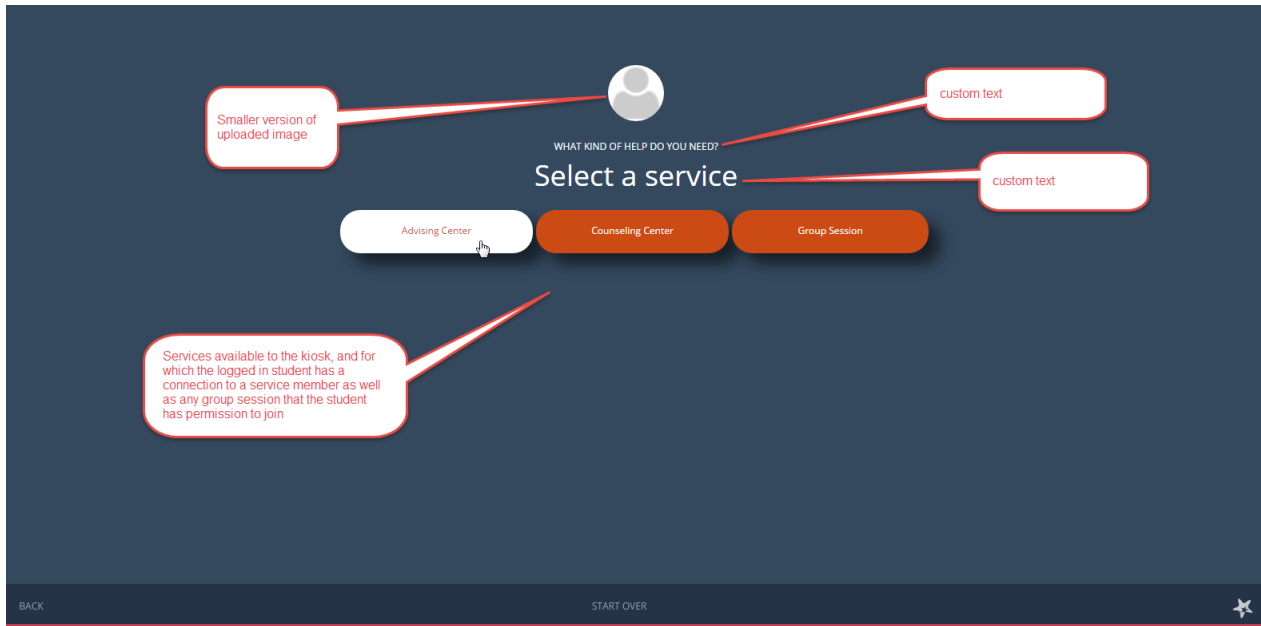 custom text
Smaller version of
uploaded image
WHAT KIND OF HELP DO YOU NEED?
Select a service
custom text
Advising Center
Counseling Center
Group Session
Services available to the kiosk, and for
which the logged in student has a
connection to a service member as well
as any group session that the student
has permission to join
BACK
START OVER